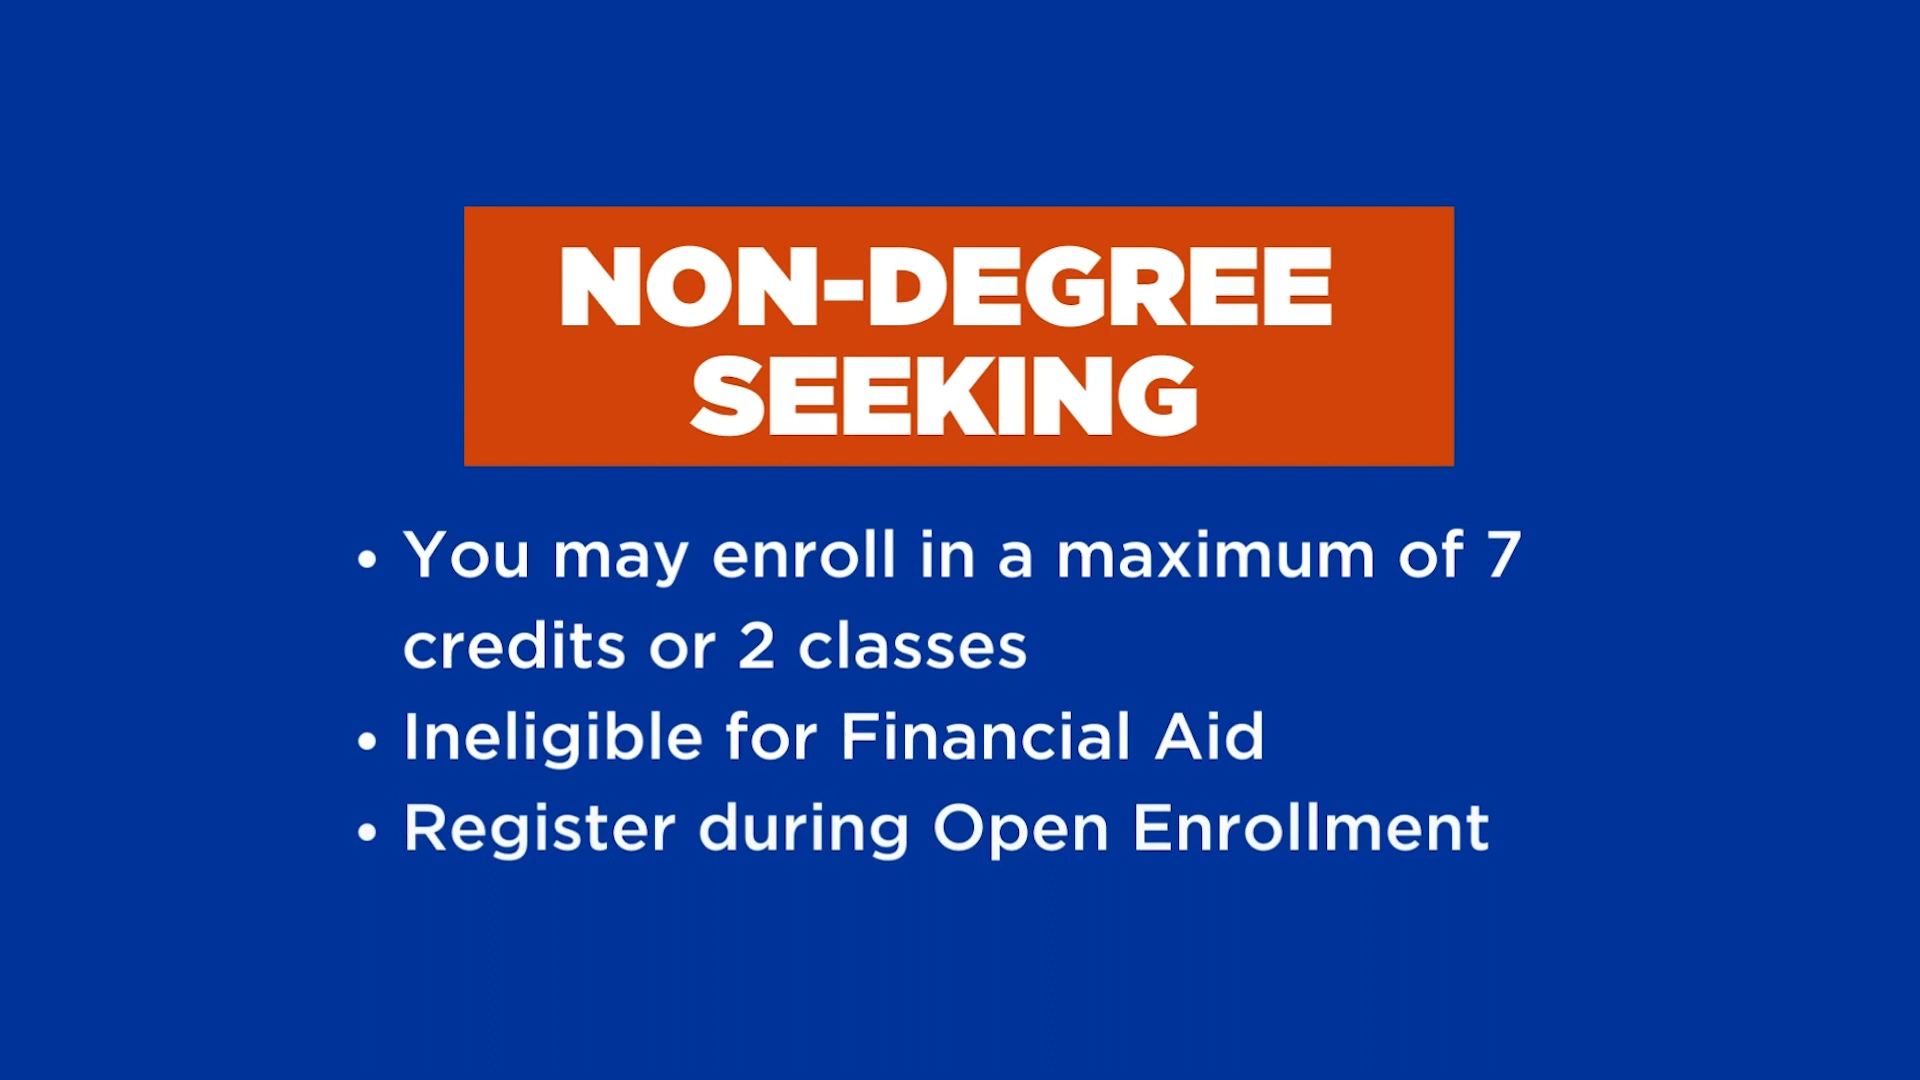 NON-DEGREE
SEEKING
• You may enroll in a maximum of 7
credits or 2 classes
• Ineligible for Financial Aid
• Register during Open Enrollment